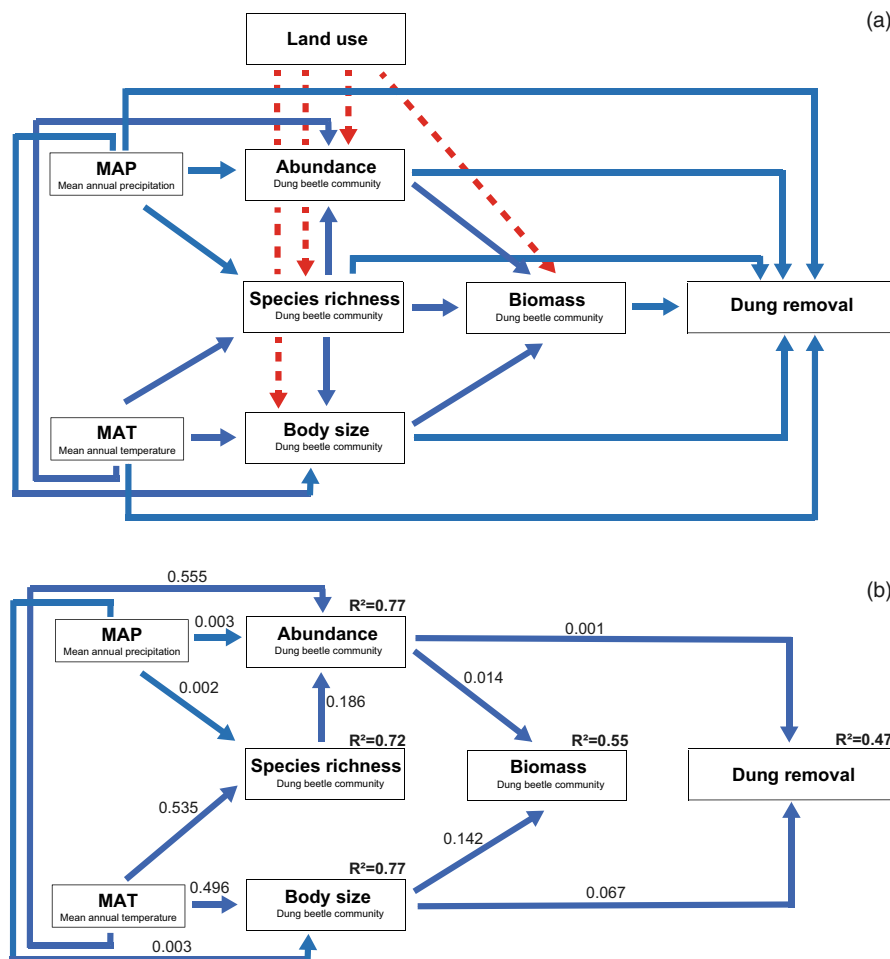 (a)
Land use
MAP
Mean annual precipitation
Abundance
Dung beetle community
Species richness
Dung beetle community
Biomass
Dung beetle community
Dung removal
MAT
Mean annual temperature
Body size
Dung beetle community
(b)
0.555
R²=0.77
MAP
Mean annual precipitation
0.003
Abundance
Dung beetle community
0.001
0.002
0.186
0.014
R²=0.72
R²=0.55
R²=0.47
Species richness
Dung beetle community
Biomass
Dung beetle community
Dung removal
0.535
0.142
R²=0.77
MAT
Mean annual temperature
0.496
Body size
Dung beetle community
0.067
0.003